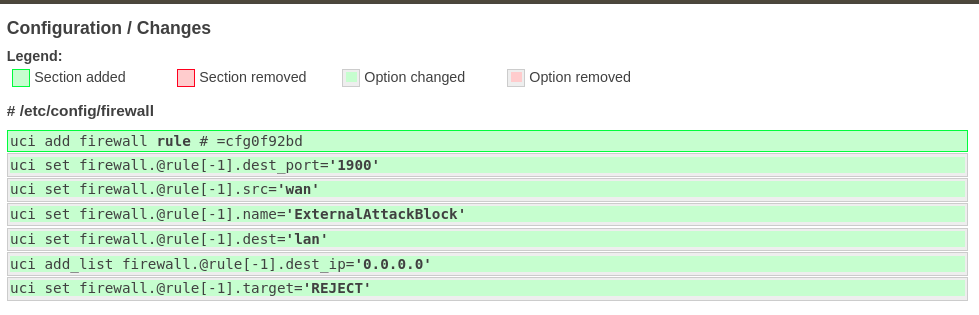 Configuration / Changes
Legend:
Section added Section removed Option changed Option removed
# /etc/config/firewall
uci add firewall rule # =cfg0f92bd
uci set firewall.@rule[-1].dest_port='1900'
uci set firewall.@rule[-1].src='wan'
uci set firewall.@rule[-1].name='ExternalAttackBlock'
uci set firewall.@rule[-1].dest='lan'
uci add_list firewall.@rule[-1].dest_ip='0.0.0.0'
uci set firewall.@rule[-1].target='REJECT'